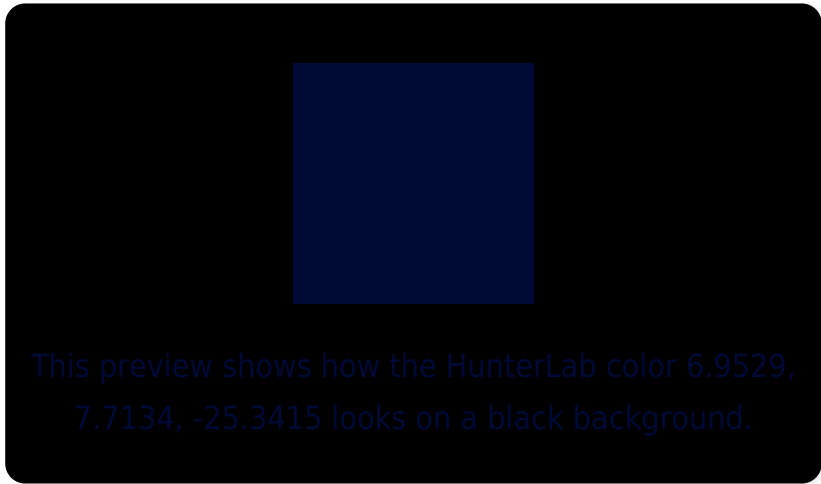 This preview shows how the HunterLab color 6.9529,
7.7134, -25.3415 looks on a black background.